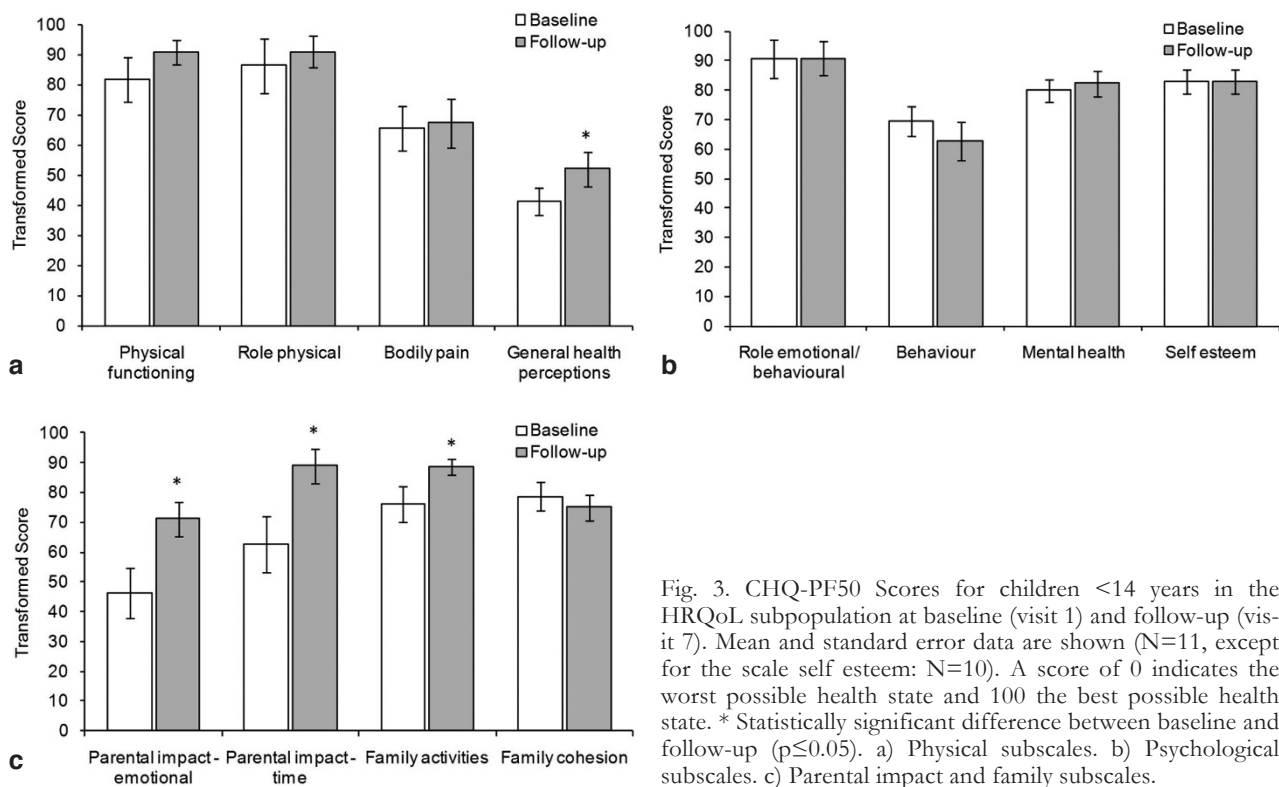 100
90
80
70
60
50
40
30
20
10
0
Transformed Score
Baseline
Follow-up
*
Physical functioning
Role physical
Bodily pain
General health perceptions
a
100
90
80
70
60
50
40
30
20
10
0
Transformed Score
Baseline
Follow-up
Role emotional/ behavioural
Behaviour
Mental health
Self esteem
b
100
90
80
70
60
50
40
30
20
10
0
Transformed Score
Baseline
Follow-up
*
*
*
Parental impact- emotional
Parental impact- time
Family activities
Family cohesion
c
Fig. 3. CHQ-PF50 Scores for children <14 years in the
HRQoL subpopulation at baseline (visit 1) and follow-up (vis-
it 7). Mean and standard error data are shown (N=11, except
for the scale self esteem: N=10). A score of 0 indicates the
worst possible health state and 100 the best possible health
state. * Statistically significant difference between baseline and
follow-up (p≤0.05). a) Physical subscales. b) Psychological
subscales. c) Parental impact and family subscales.